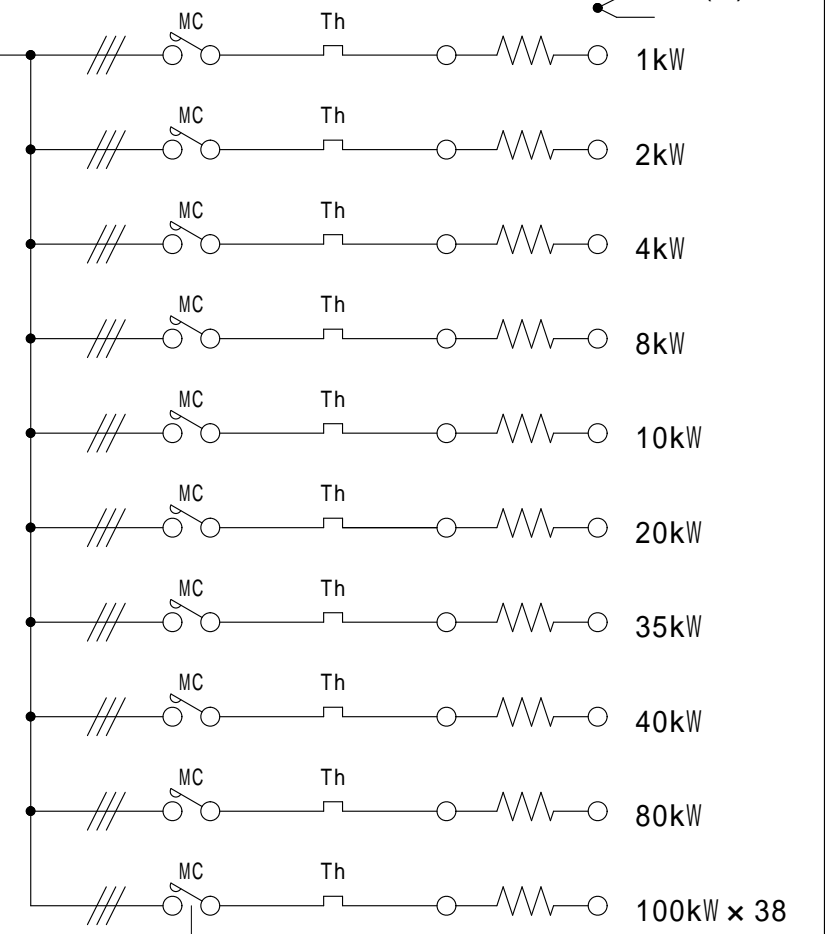 MC Th
1kW
MC Th
2kW
MC Th
4kW
MC Th
8kW
MC Th
10kW
MC Th
20kW
MC Th
35kW
MC Th
40kW
MC Th
80kW
MC Th
100kW × 38